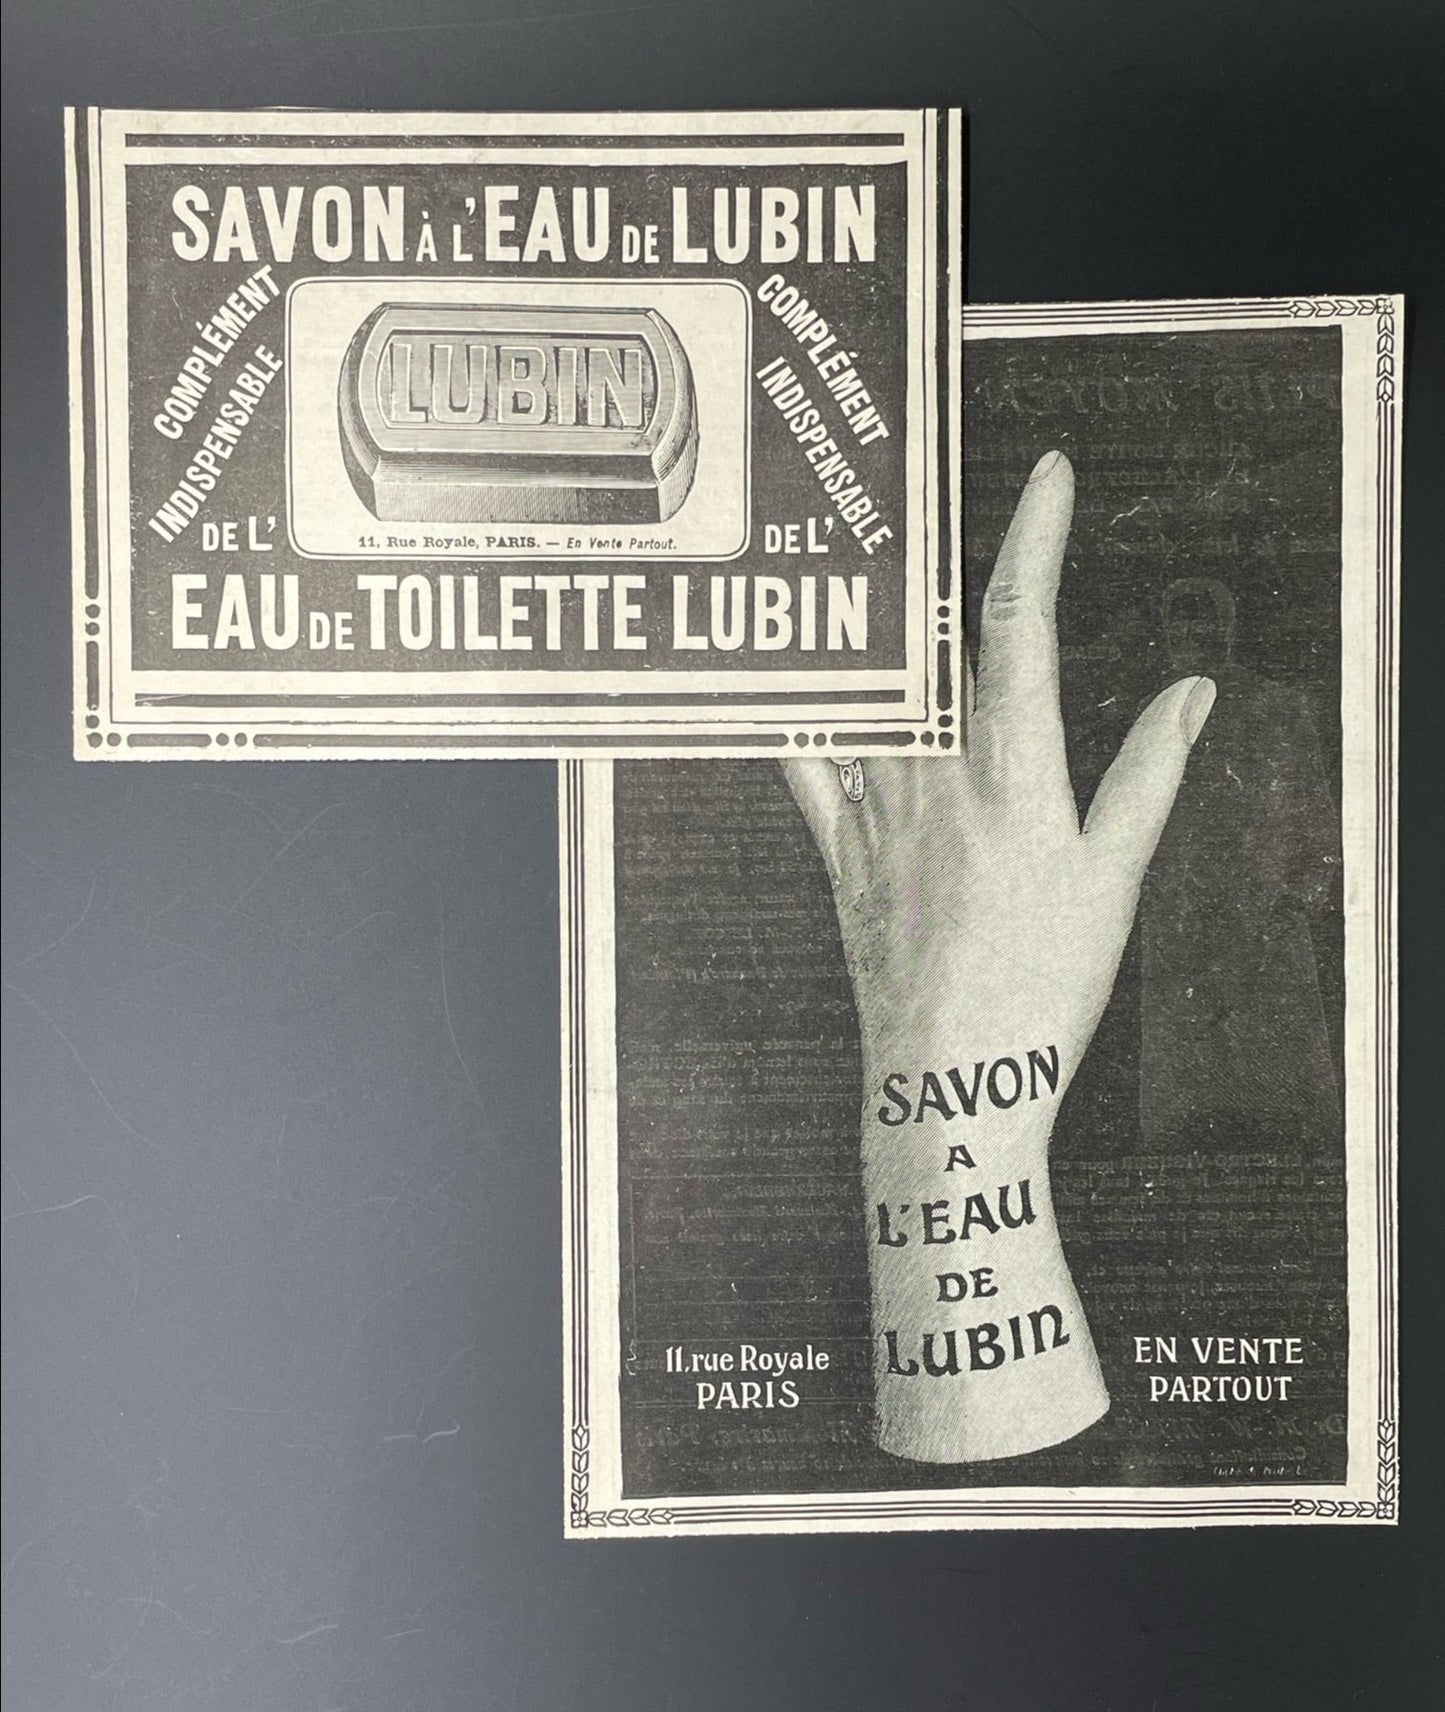 SAVON À L'EAU DE LUBIN
COMPLÉMENT
INDISPENSABLE
DE L'
LUBIN
11, Rue Royale, PARIS. — En Vente Partout.
COMPLÉMENT
INDISPENSABLE
DE L'
EAU DE TOILETTE LUBIN
SAVON
A
L'EAU
DE
LUBIN
11, rue Royale
PARIS
EN VENTE
PARTOUT